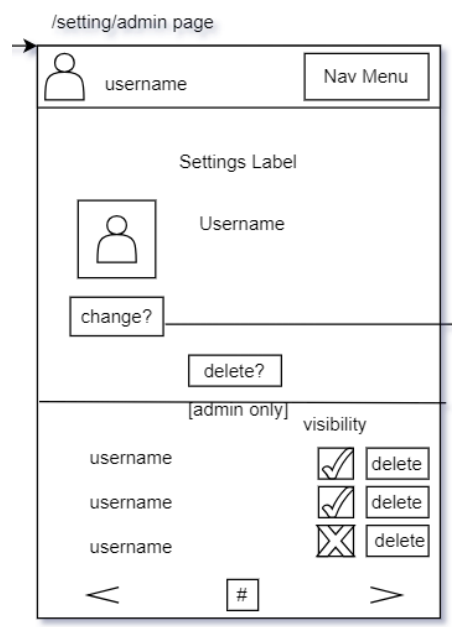 /setting/admin page
username
Nav Menu
Settings Label
Username
change?
delete?
[admin only]
visibility
username
delete
username
delete
username
delete
#